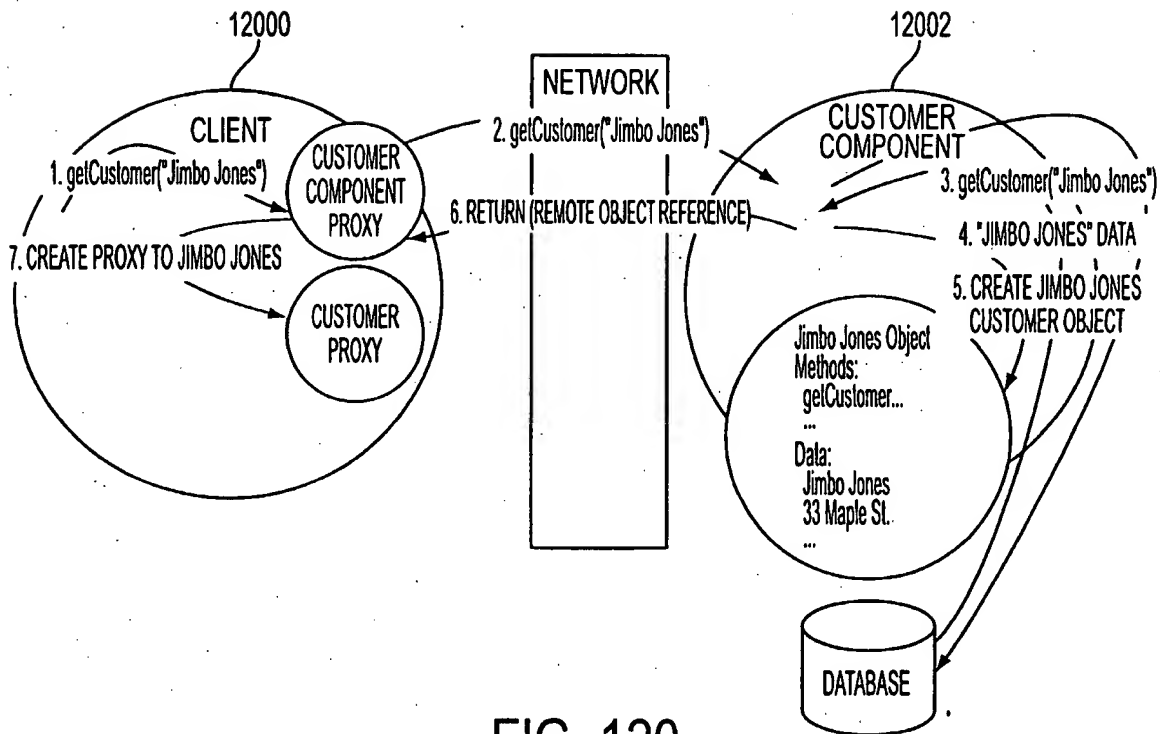 12000
12002
NETWORK
CLIENT
1. getCustomer("Jimbo Jones")
CUSTOMER
COMPONENT
PROXY
2. getCustomer("Jimbo Jones")
CUSTOMER
COMPONENT
3. getCustomer("Jimbo Jones")
6. RETURN (REMOTE OBJECT REFERENCE)
4. "JIMBO JONES" DATA
7. CREATE PROXY TO JIMBO JONES
5. CREATE JIMBO JONES
CUSTOMER OBJECT
CUSTOMER
PROXY
Jimbo Jones Object
Methods:
getCustomer...
...
Data:
Jimbo Jones
33 Maple St.
...
DATABASE
FIG. 120